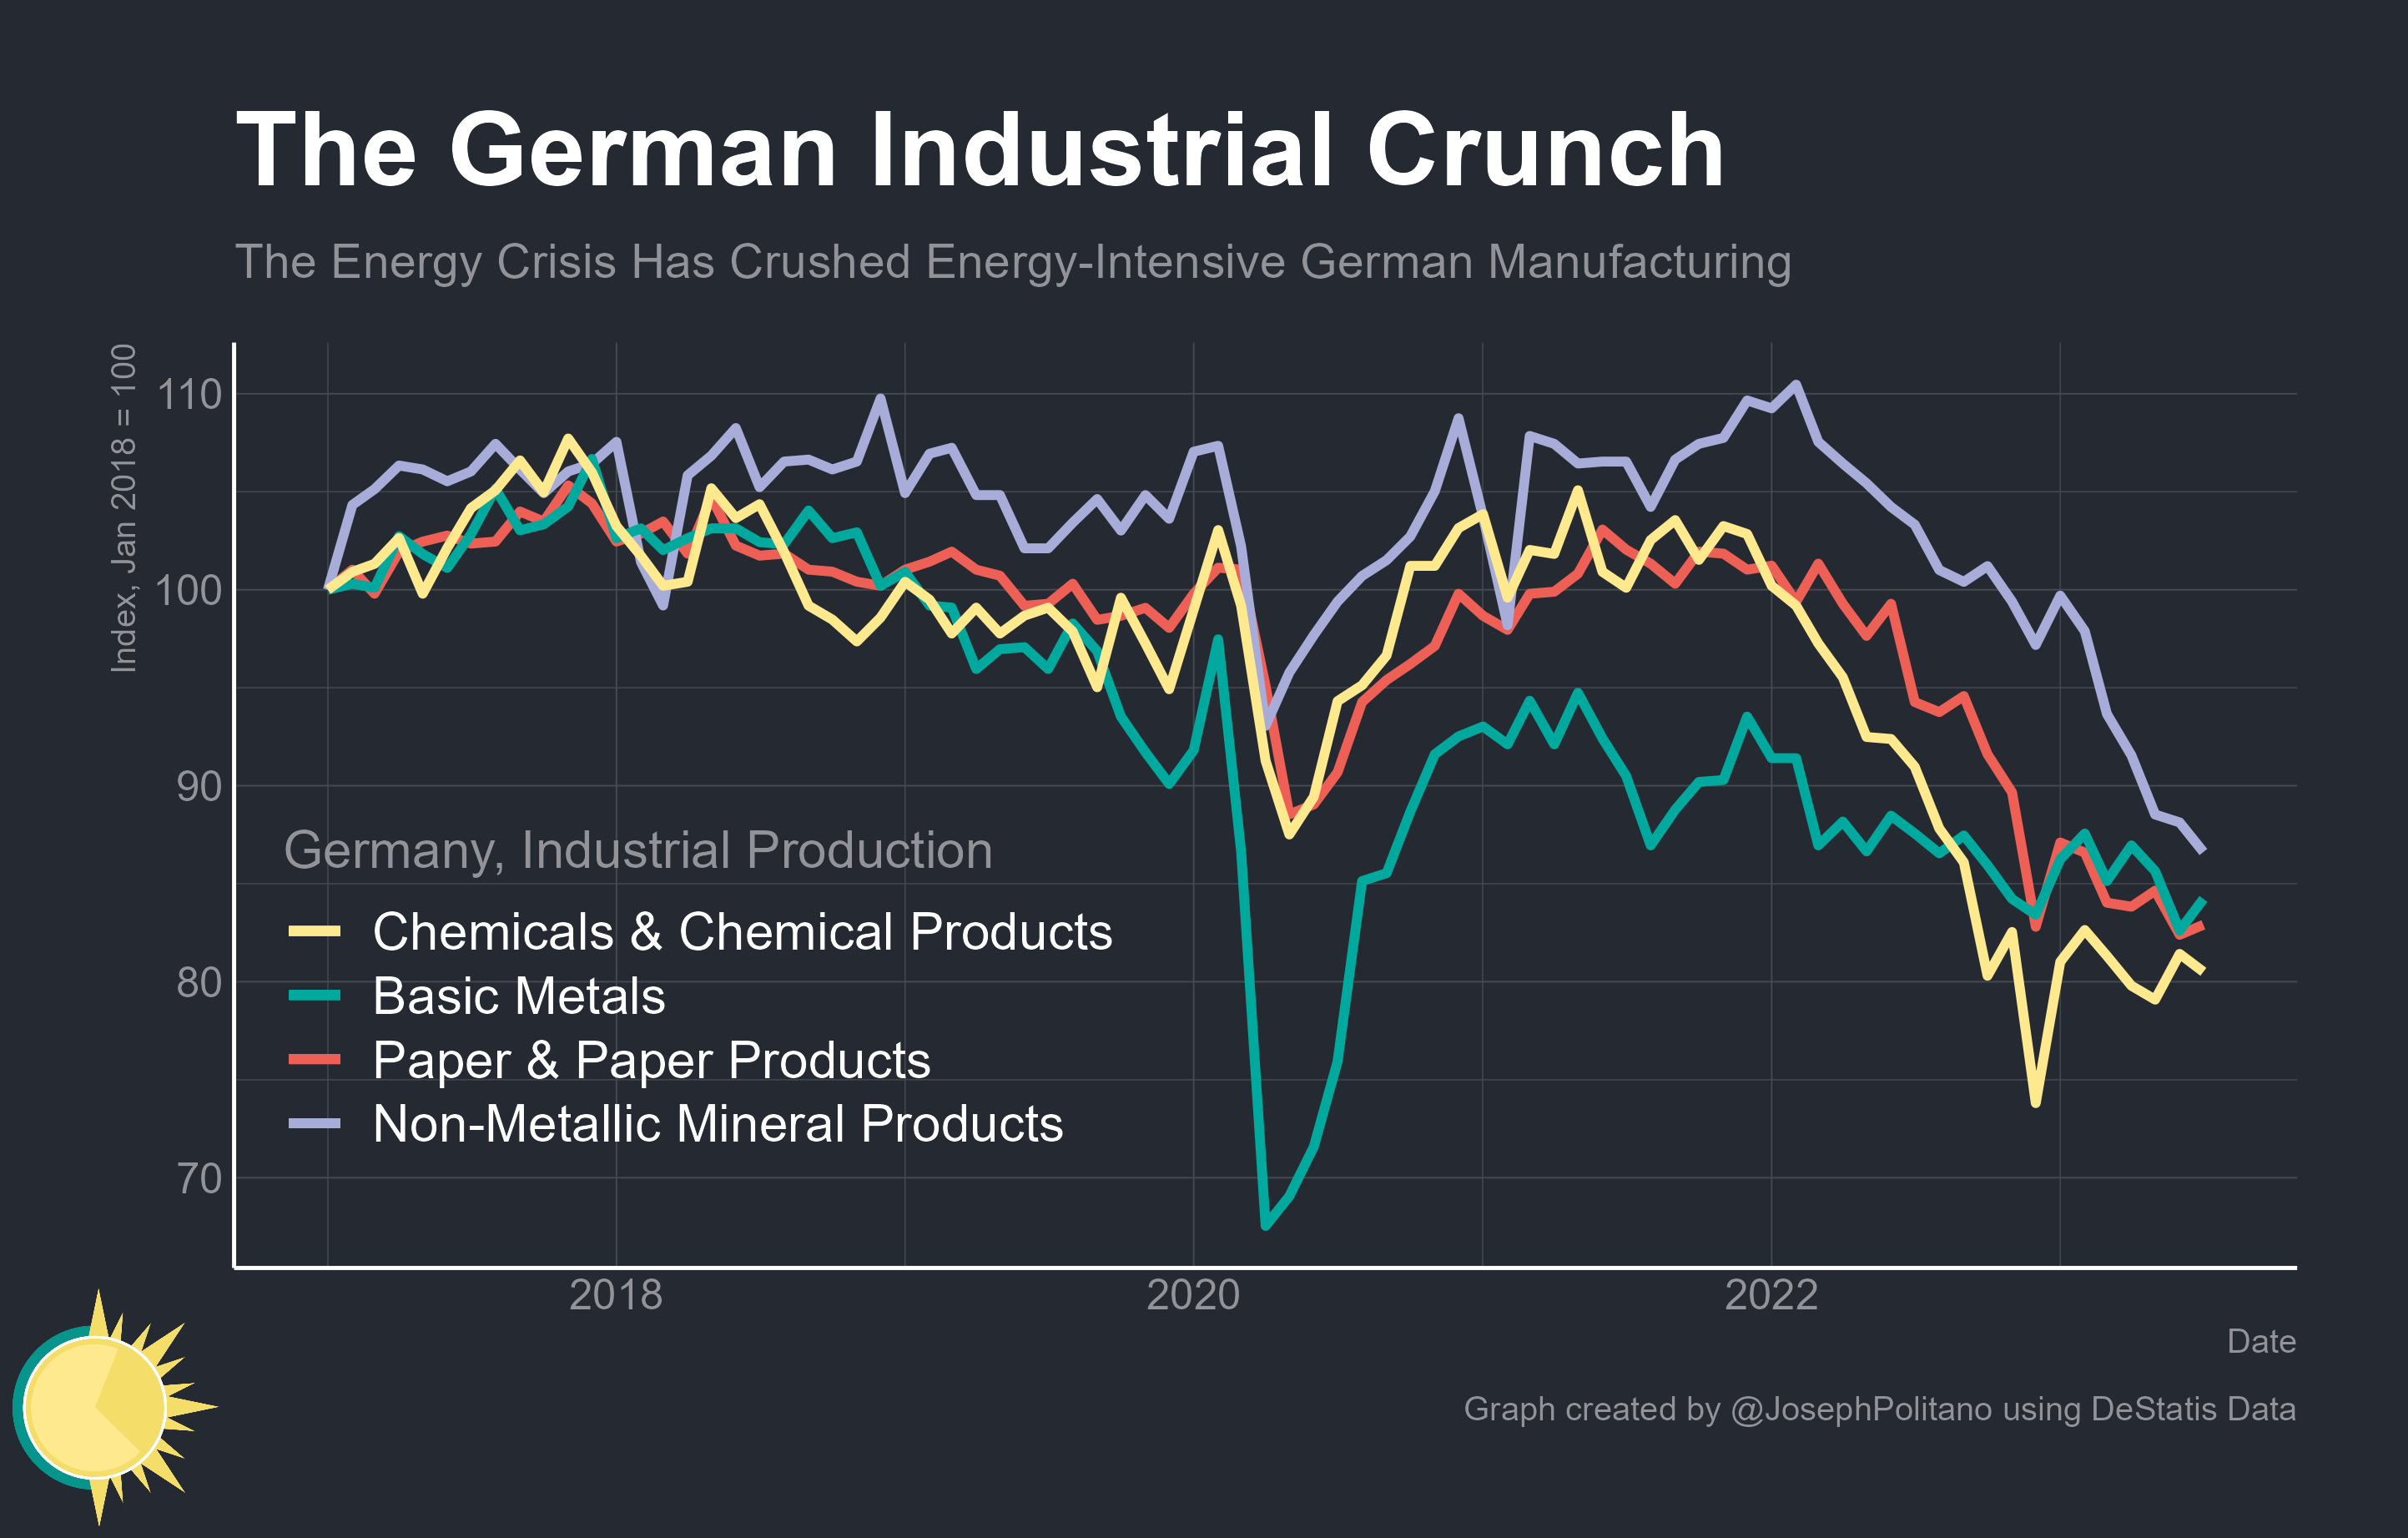 The German Industrial Crunch
The Energy Crisis Has Crushed Energy-Intensive German Manufacturing
Index, Jan 2018 = 100
110
100
90
80
70
Germany, Industrial Production
Chemicals & Chemical Products
Basic Metals
Paper & Paper Products
Non-Metallic Mineral Products
2018
2020
2022
Date
Graph created by @JosephPolitano using DeStatis Data